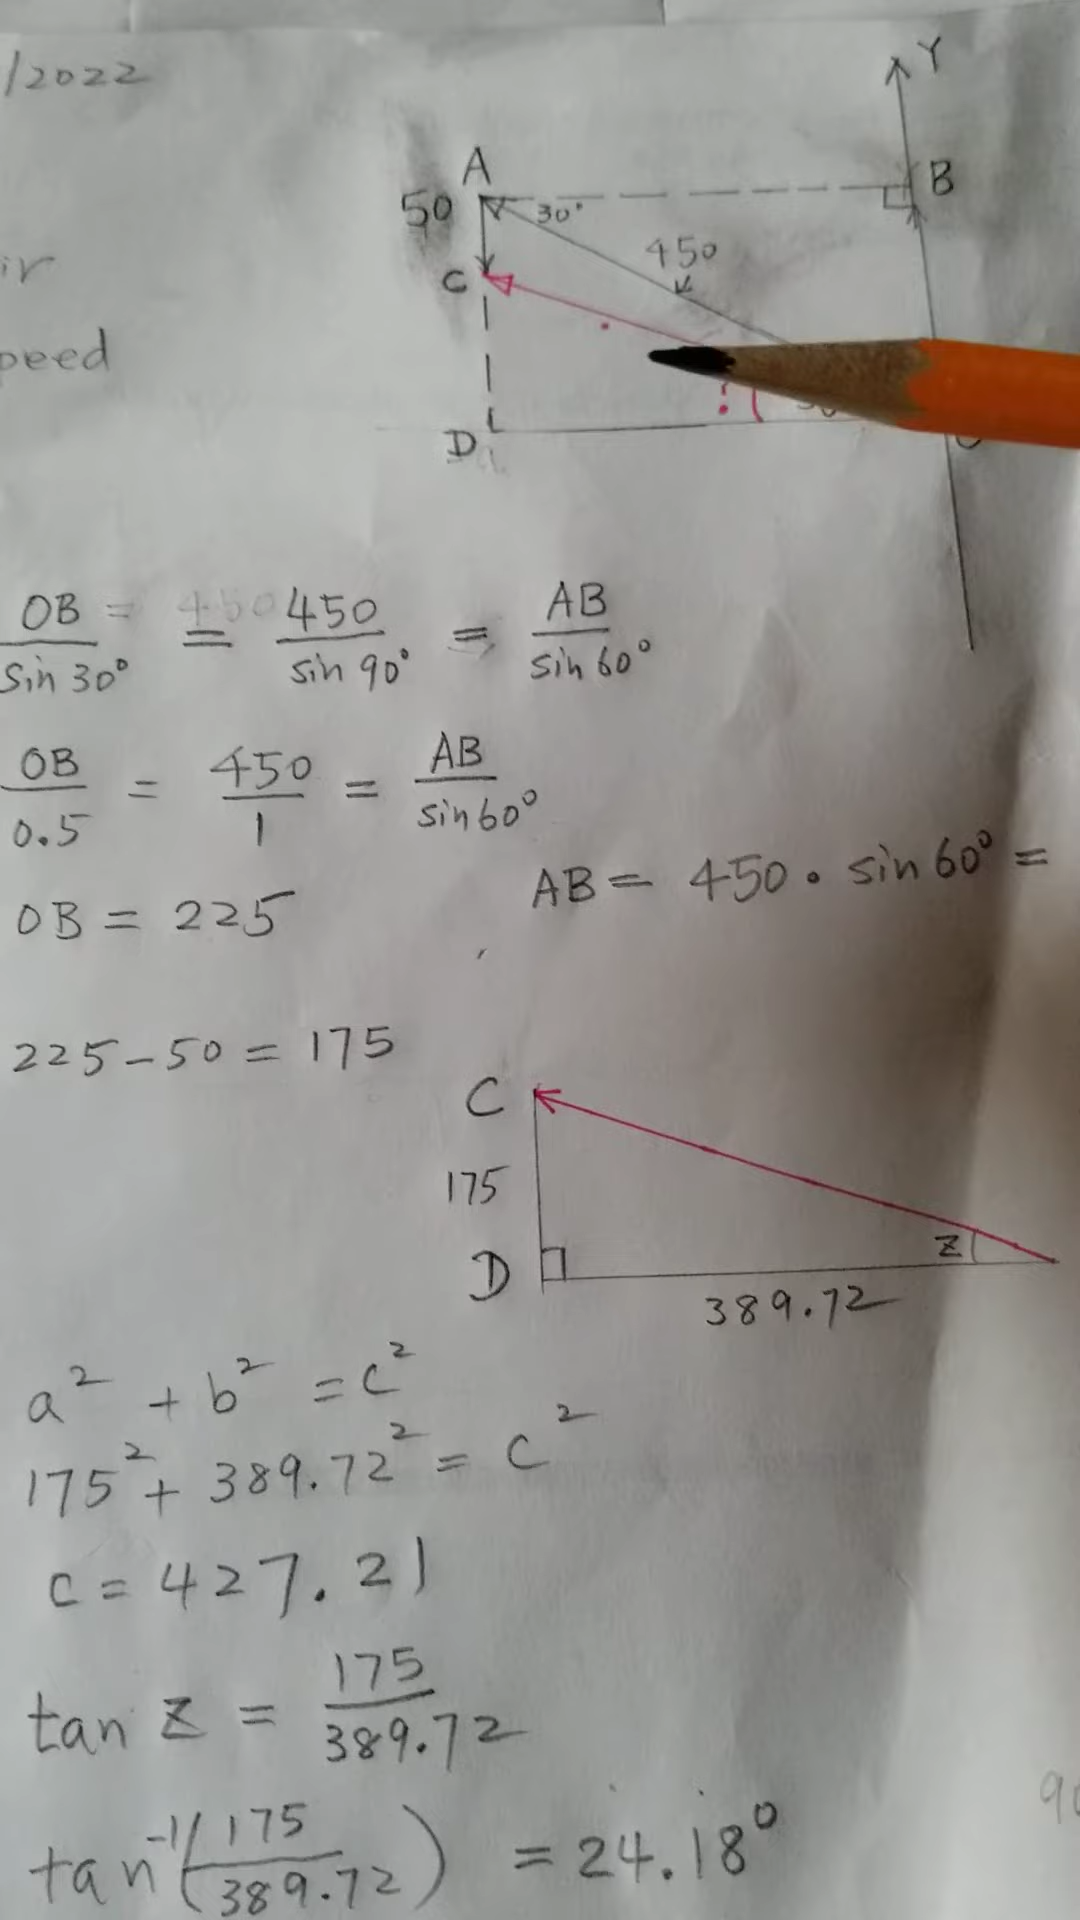 /2022
Y
A
B
50
30°
ir
450
C
peed
?
D
OB = 450 450 = AB
sin 30° = sin 90° sin 60°
OB = 450 = AB
0.5 1 sin 60°
AB = 450 . sin 60° =
OB = 225
225 - 50 = 175
C
175
z
D
389.72
a² + b² = c²
175² + 389.72² = c²
c = 427.21
tan z = 175
389.72
tan⁻¹(175 / 389.72) = 24.18°